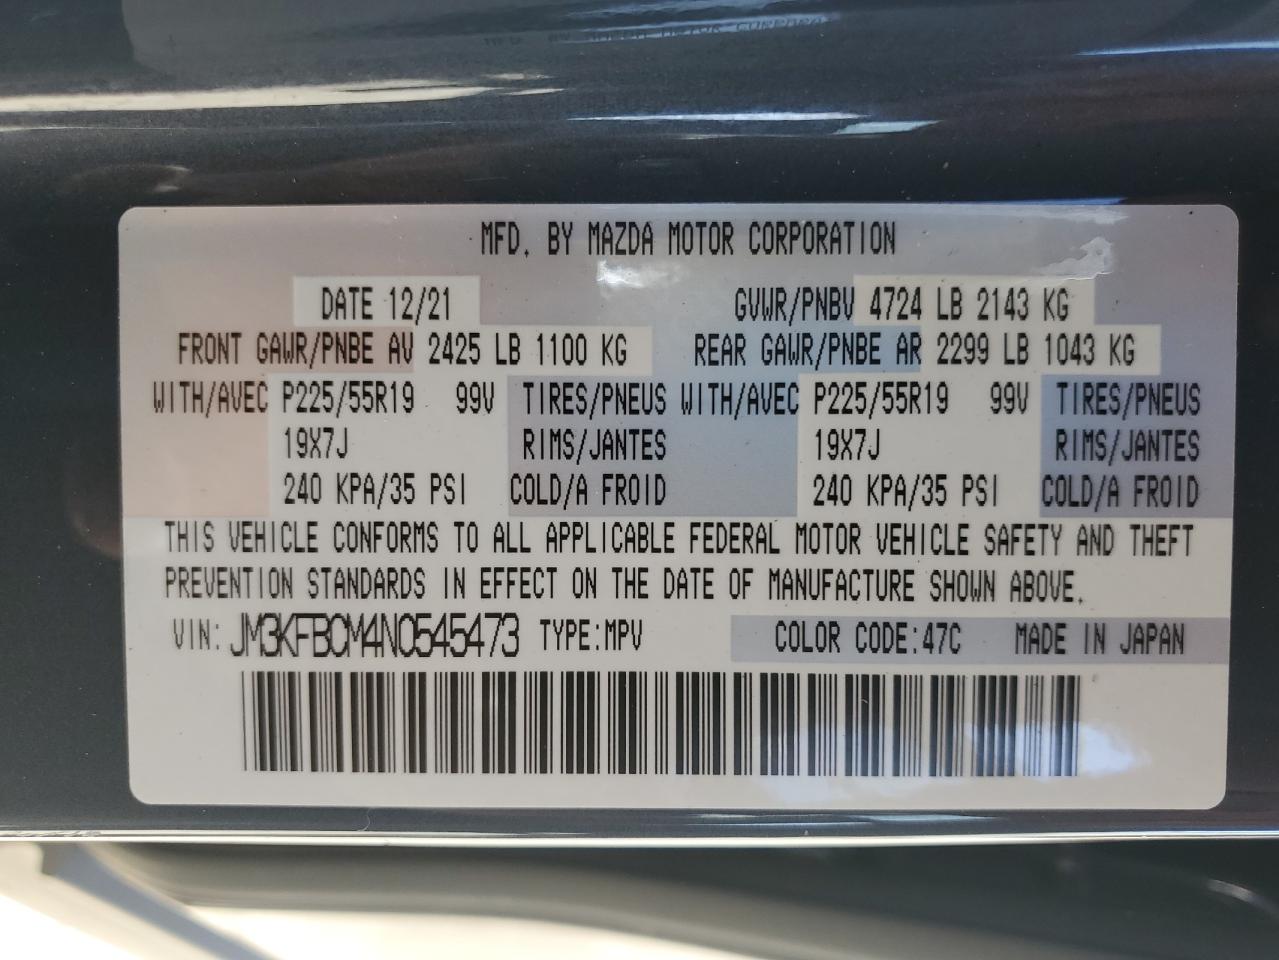 MFD. BY MAZDA MOTOR CORPORATION
DATE 12/21 GVWR/PNBV 4724 LB 2143 KG
FRONT GAWR/PNBE AV 2425 LB 1100 KG REAR GAWR/PNBE AR 2299 LB 1043 KG
WITH/AVEC P225/55R19 99V TIRES/PNEUS WITH/AVEC P225/55R19 99V TIRES/PNEUS
19X7J RIMS/JANTES 19X7J RIMS/JANTES
240 KPA/35 PSI COLD/A FROID 240 KPA/35 PSI COLD/A FROID
THIS VEHICLE CONFORMS TO ALL APPLICABLE FEDERAL MOTOR VEHICLE SAFETY AND THEFT
PREVENTION STANDARDS IN EFFECT ON THE DATE OF MANUFACTURE SHOWN ABOVE.
VIN: JM3KFBCM4N0545473 TYPE:MPV COLOR CODE:47C MADE IN JAPAN